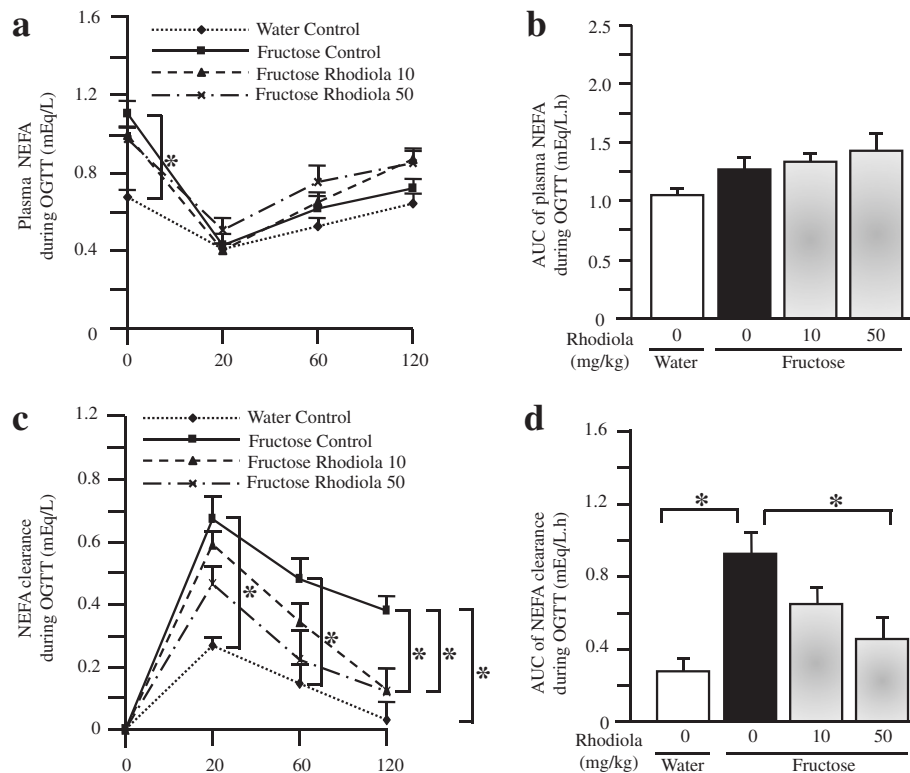 a
1.6
1.2
0.8
0.4
0
Plasma NEFA
during OGTT (mEq/L)
Water Control
Fructose Control
Fructose Rhodiola 10
Fructose Rhodiola 50
*
0
20
60
120
b
2.5
2.0
1.5
1.0
0.5
0
AUC of plasma NEFA
during OGTT (mEq/L.h)
Rhodiola
(mg/kg)
0
0
10
50
Water
Fructose
c
1.2
0.8
0.6
0.4
0.2
0
NEFA clearance
during OGTT (mEq/L)
Water Control
Fructose Control
Fructose Rhodiola 10
Fructose Rhodiola 50
*
*
*
*
*
0
20
60
120
d
1.6
1.2
0.8
0.4
0
AUC of NEFA clearance
during OGTT (mEq/L.h)
*
*
Rhodiola
(mg/kg)
0
0
10
50
Water
Fructose